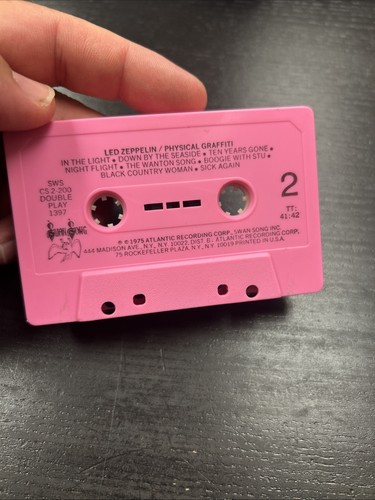 LED ZEPPELIN / PHYSICAL GRAFFITI
IN THE LIGHT • DOWN BY THE SEASIDE • TEN YEARS GONE •
NIGHT FLIGHT • THE WANTON SONG • BOOGIE WITH STU •
BLACK COUNTRY WOMAN • SICK AGAIN
SWS
CS 2-200
DOUBLE
PLAY
1397
2
TT:
41:42
SWAN SONG
℗ © 1975 ATLANTIC RECORDING CORP., SWAN SONG INC.
444 MADISON AVE., N.Y., N.Y. 10022. DIST. BY: ATLANTIC RECORDING CORP.,
75 ROCKEFELLER PLAZA, N.Y., N.Y. 10019 PRINTED IN U.S.A.